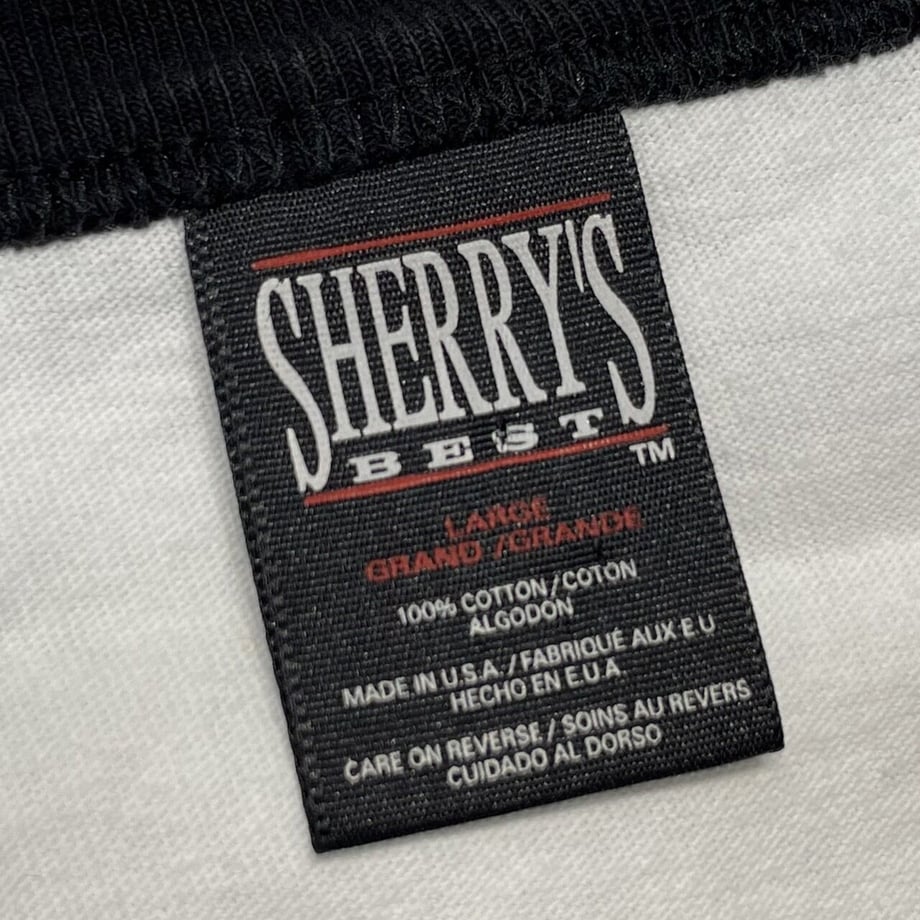 SHERRY'S
BEST
TM
LARGE
GRAND / GRANDE
100% COTTON / COTON
ALGODON
MADE IN U.S.A. / FABRIQUÉ AUX E.U
HECHO EN E.U.A
CARE ON REVERSE / SOINS AU REVERS
CUIDADO AL DORSO